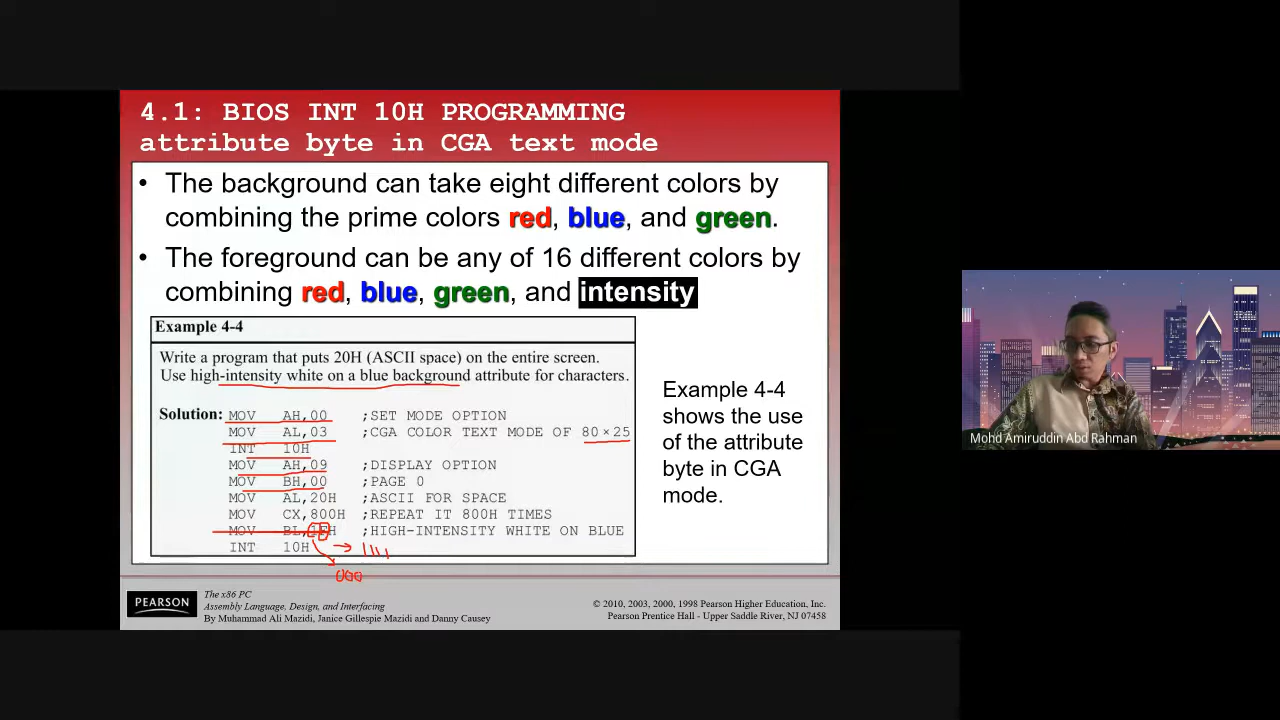 4.1: BIOS INT 10H PROGRAMMING
attribute byte in CGA text mode
• The background can take eight different colors by
combining the prime colors red, blue, and green.
• The foreground can be any of 16 different colors by
combining red, blue, green, and intensity
Example 4-4
Write a program that puts 20H (ASCII space) on the entire screen.
Use high-intensity white on a blue background attribute for characters.
Solution: MOV AH,00 ;SET MODE OPTION
MOV AL,03 ;CGA COLOR TEXT MODE OF 80×25
INT 10H
MOV AH,09 ;DISPLAY OPTION
MOV BH,00 ;PAGE 0
MOV AL,20H ;ASCII FOR SPACE
MOV CX,800H ;REPEAT IT 800H TIMES
MOV BL,1FH ;HIGH-INTENSITY WHITE ON BLUE
INT 10H
1111
000
Example 4-4
shows the use
of the attribute
byte in CGA
mode.
Mohd Amiruddin Abd Rahman
PEARSON
The x86 PC
Assembly Language, Design, and Interfacing
By Muhammad Ali Mazidi, Janice Gillespie Mazidi and Danny Causey
© 2010, 2003, 2000, 1998 Pearson Higher Education, Inc.
Pearson Prentice Hall - Upper Saddle River, NJ 07458